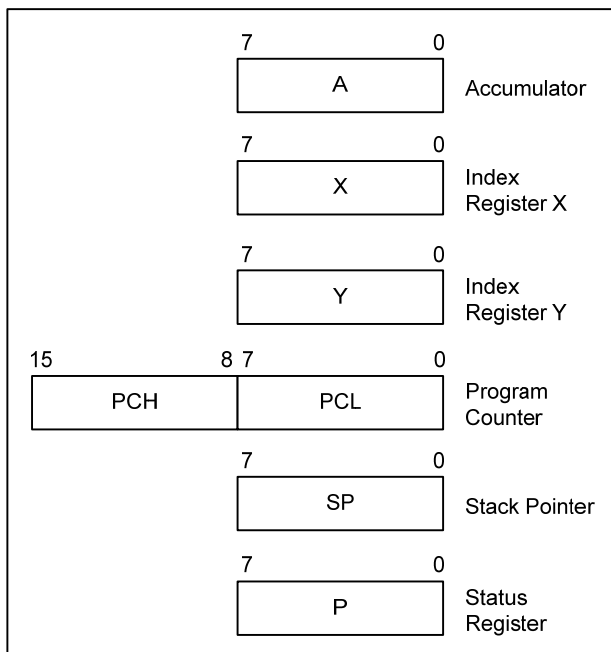 7 0
A Accumulator
7 0
X Index
Register X
7 0
Y Index
Register Y
15 8 7 0
PCH PCL Program
Counter
7 0
SP Stack Pointer
7 0
P Status
Register